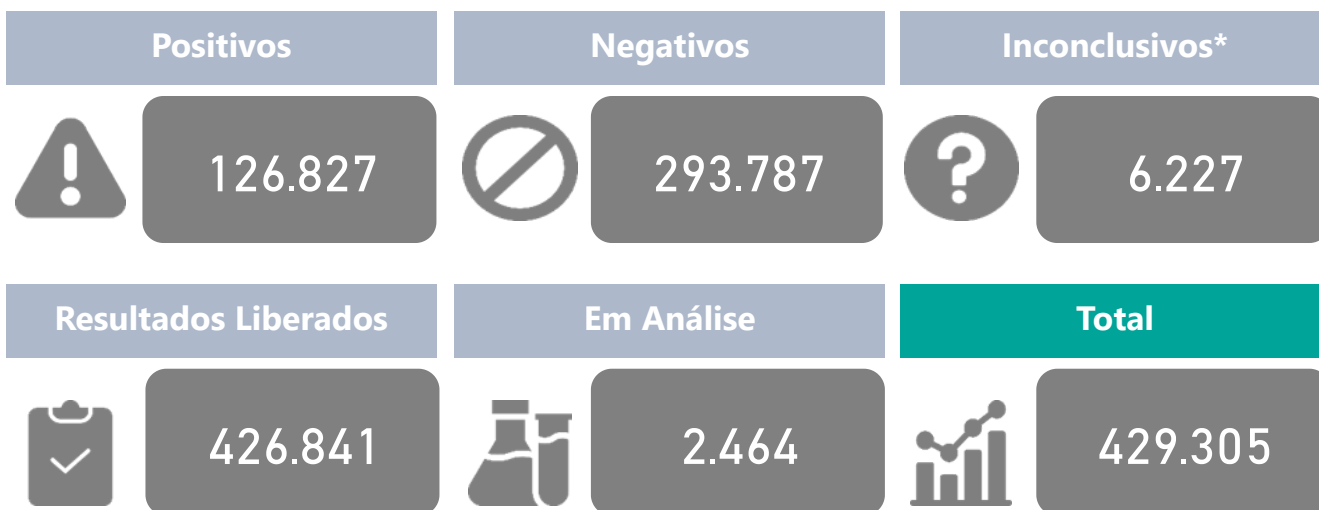 Positivos
Negativos
Inconclusivos*
126.827
293.787
6.227
Resultados Liberados
Em Análise
Total
426.841
2.464
429.305